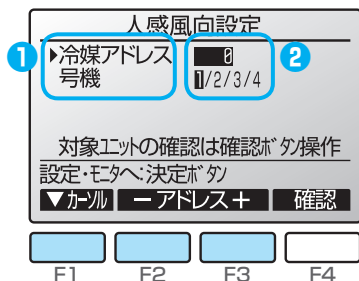 人感風向設定
❶ ▶冷媒アドレス 0 ❷
号機 1/2/3/4
対象ユニットの確認は確認ボタン操作
設定・モニタへ:決定ボタン
▼カーソル ーアドレス+ 確認
F1 F2 F3 F4